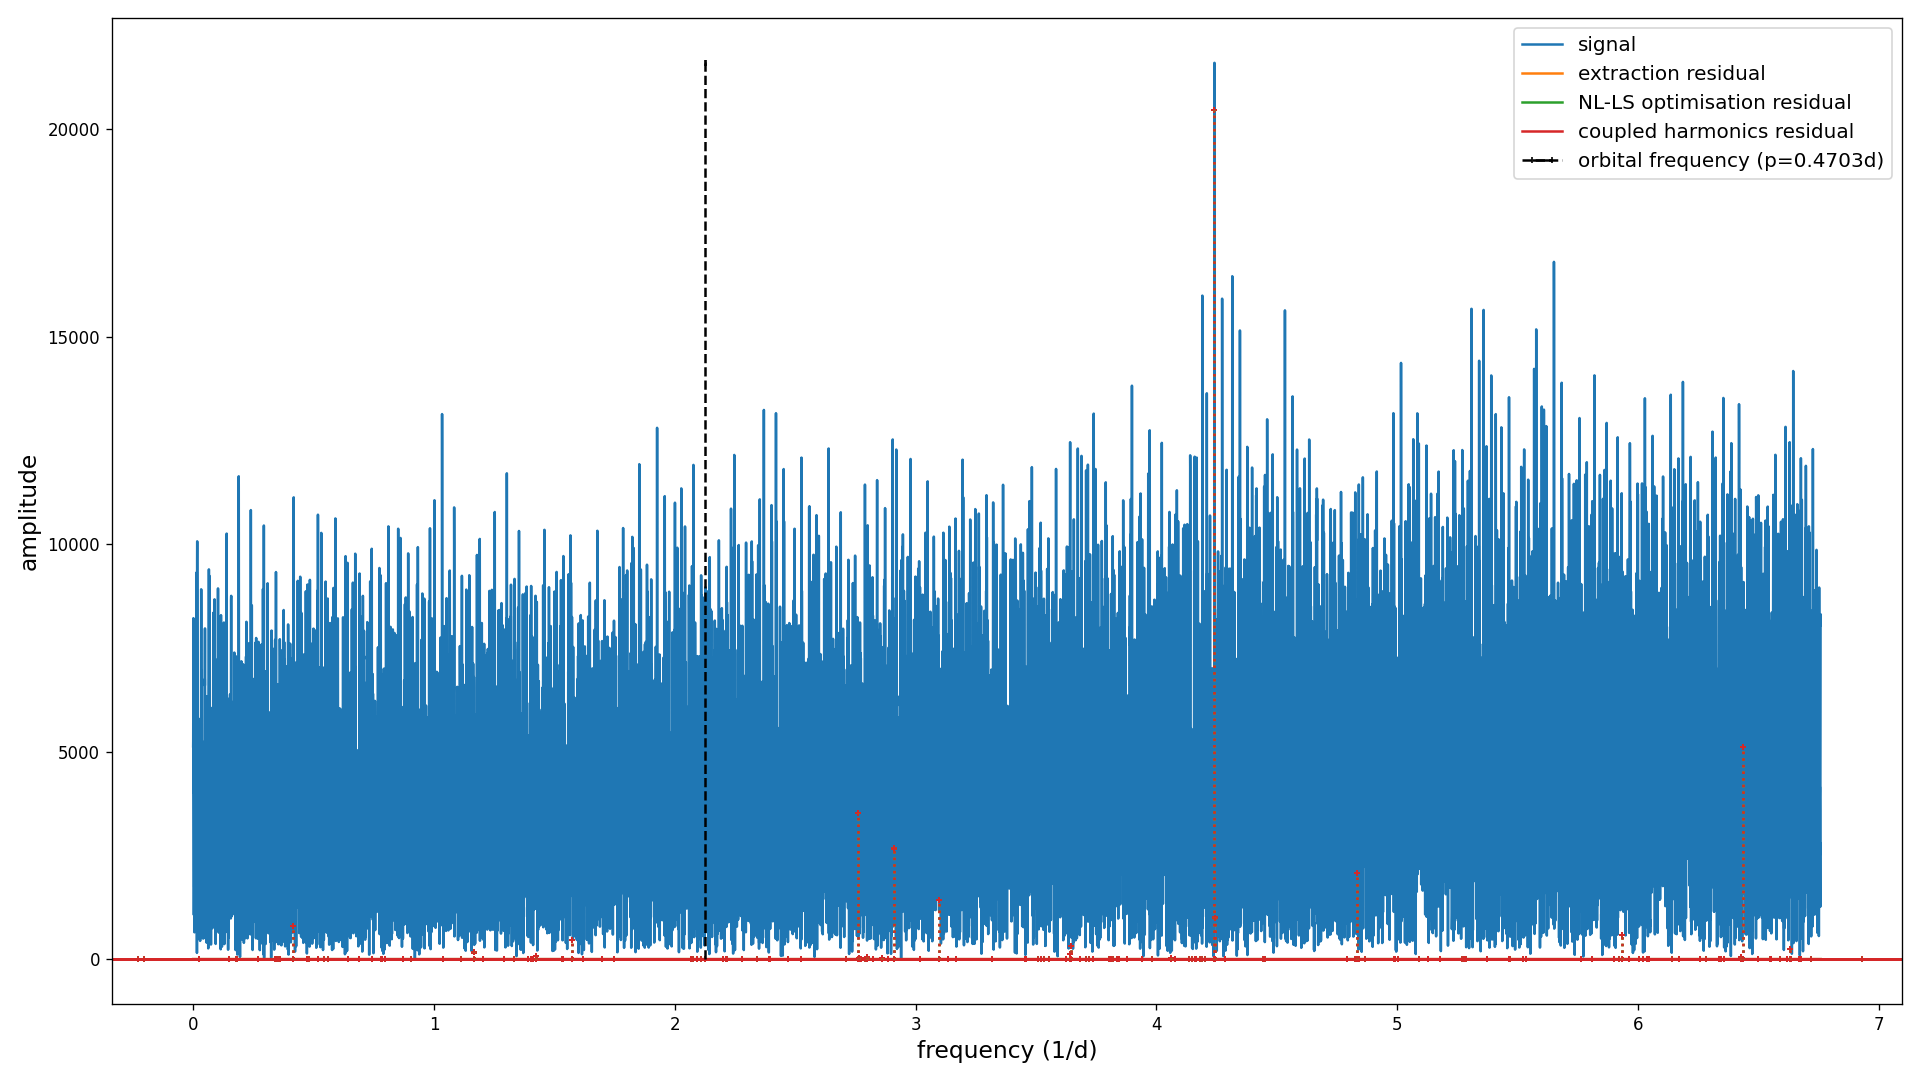 signal
extraction residual
NL-LS optimisation residual
coupled harmonics residual
orbital frequency (p=0.4703d)
amplitude
20000
15000
10000
5000
0
0 1 2 3 4 5 6 7
frequency (1/d)